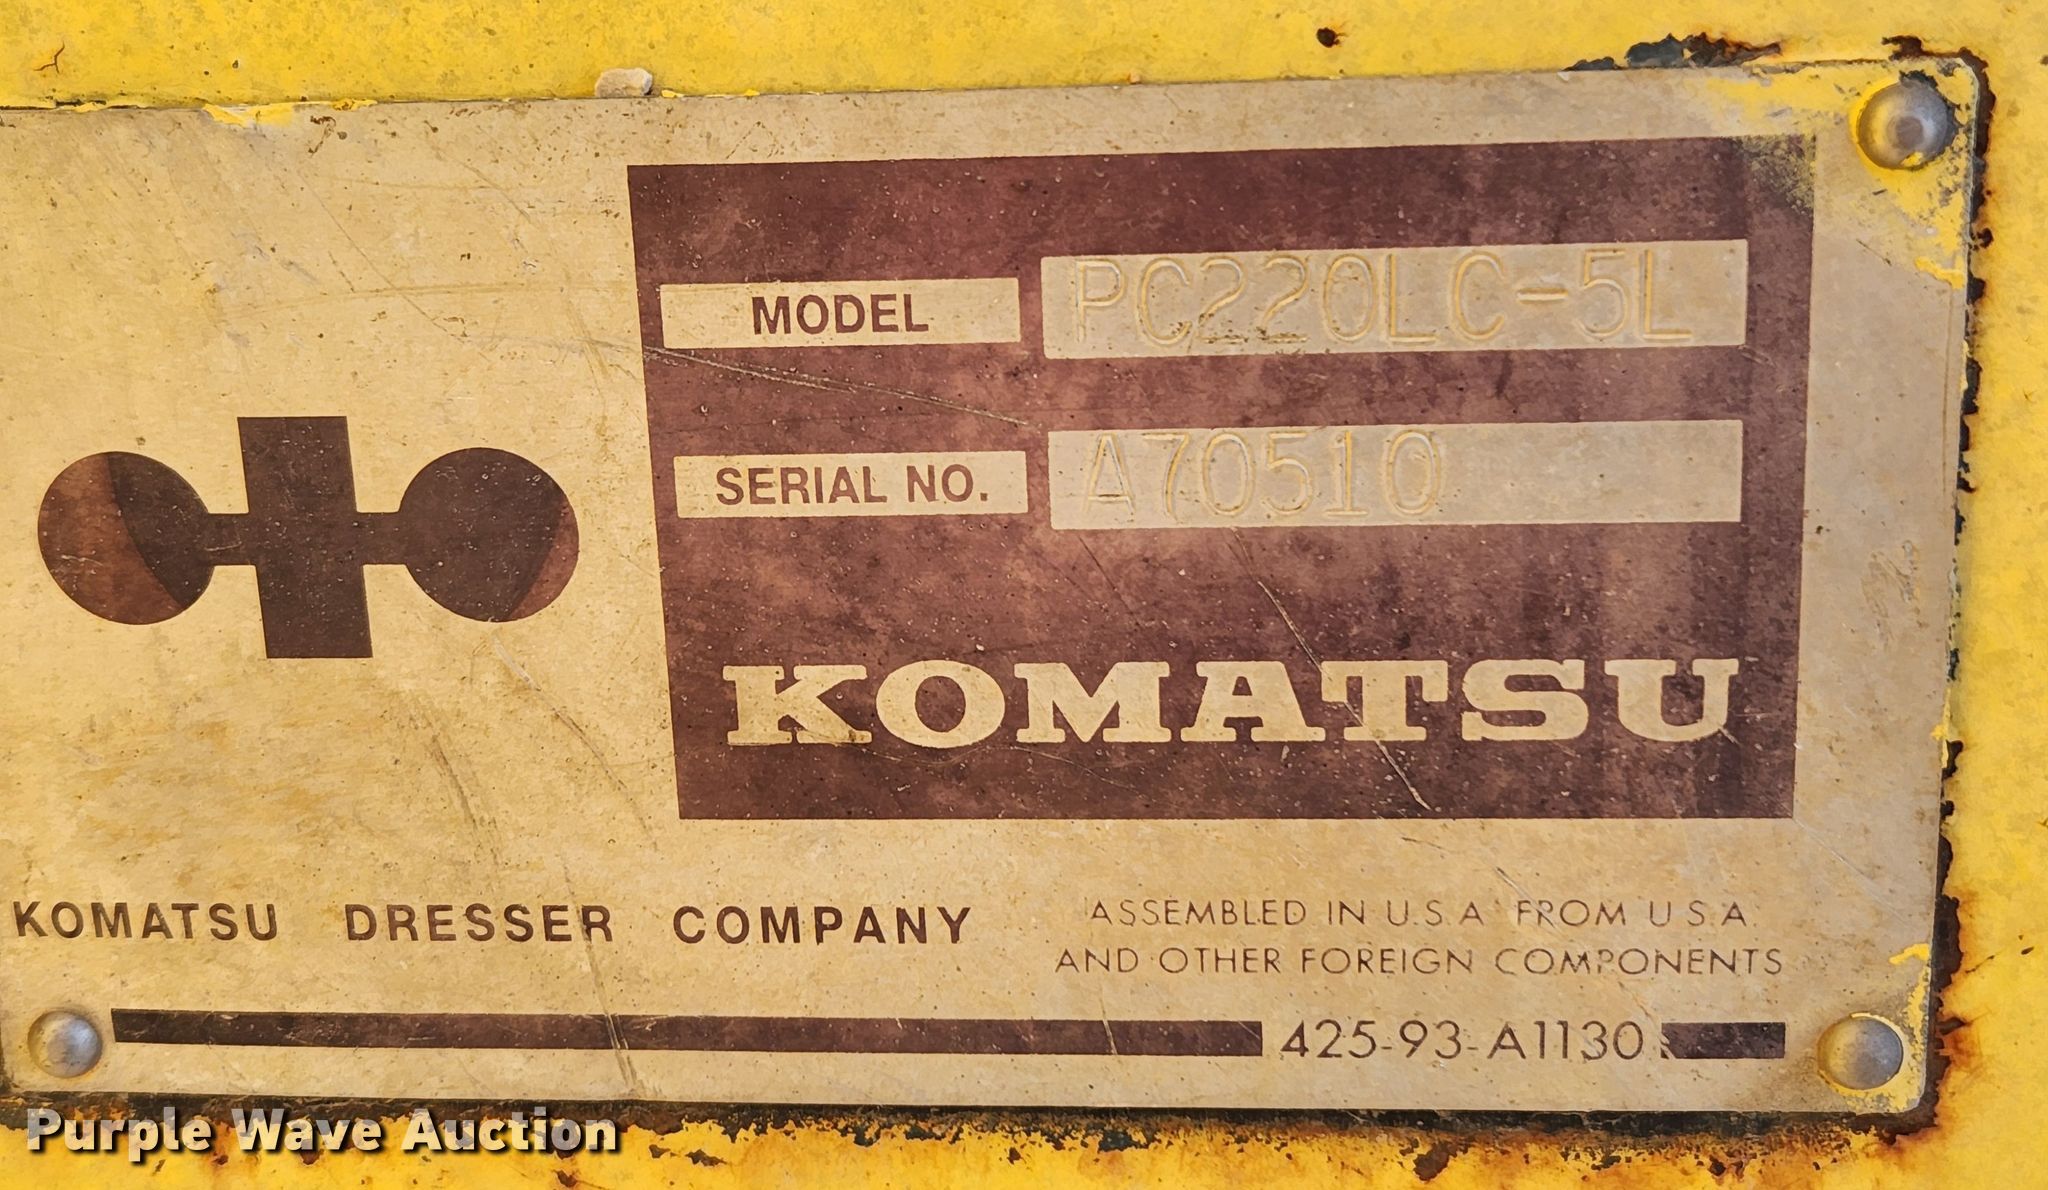 MODEL PC220LC-5L
SERIAL NO. A70510
KOMATSU
KOMATSU DRESSER COMPANY
ASSEMBLED IN U.S.A. FROM U.S.A.
AND OTHER FOREIGN COMPONENTS
425-93-A1130
Purple Wave Auction